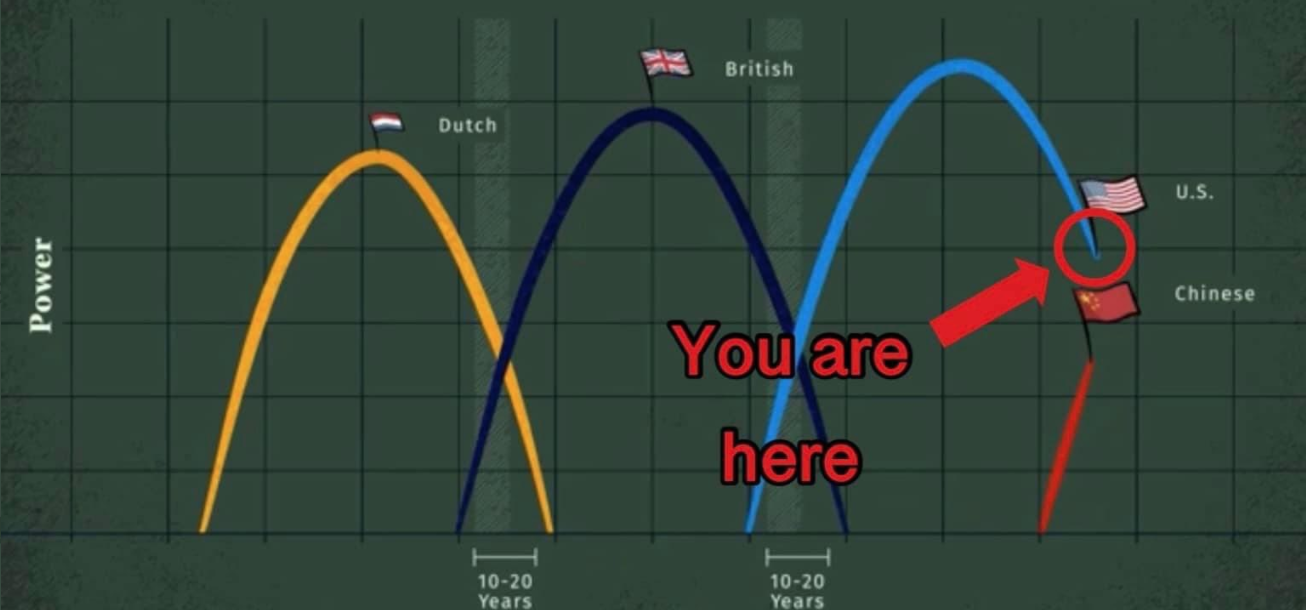 Power
Dutch
British
U.S.
Chinese
You are
here
10-20
Years
10-20
Years